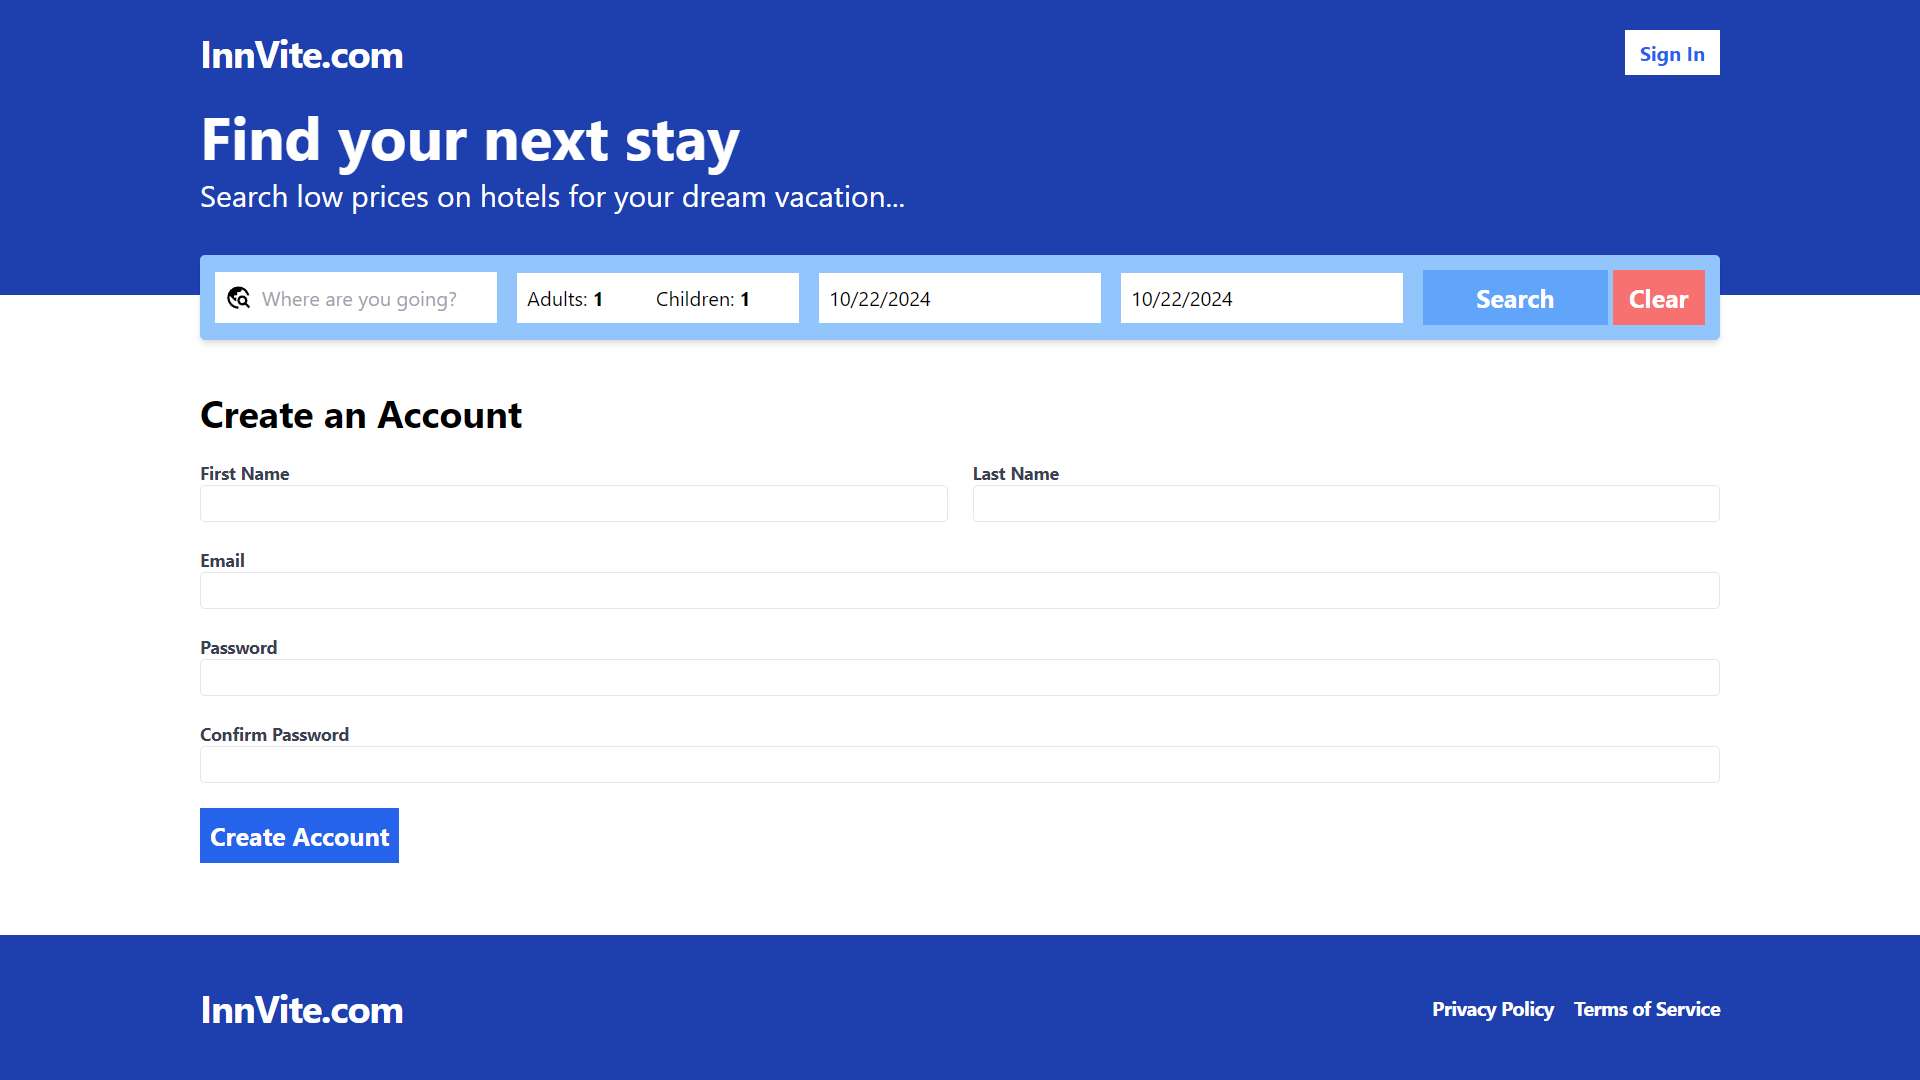 InnVite.com
Sign In
Find your next stay
Search low prices on hotels for your dream vacation...
Where are you going?
Adults: 1
Children: 1
10/22/2024
10/22/2024
Search
Clear
Create an Account
First Name
Last Name
Email
Password
Confirm Password
Create Account
InnVite.com
Privacy Policy
Terms of Service